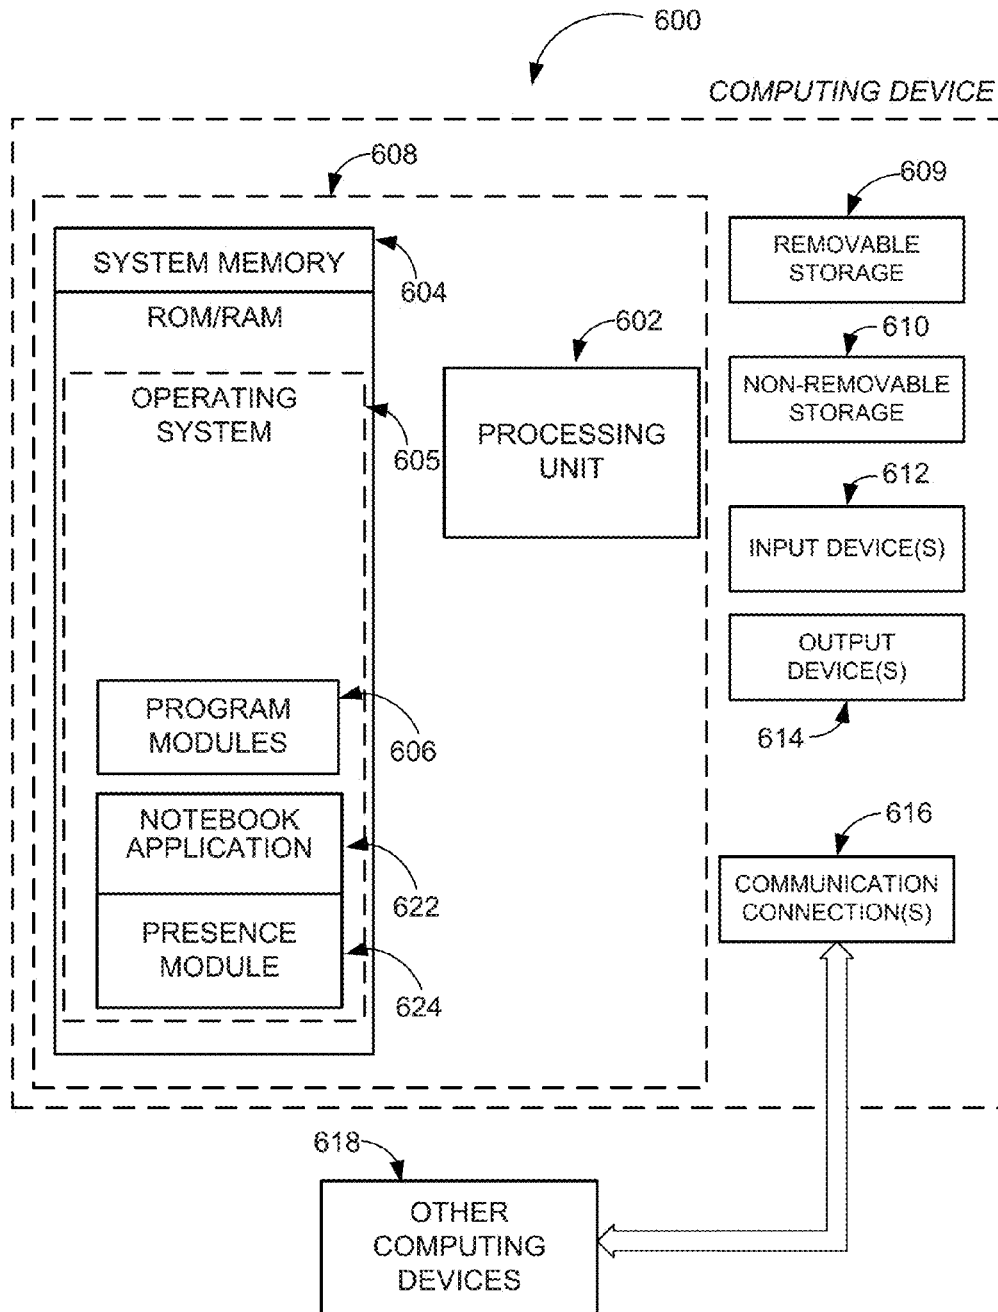 600
COMPUTING DEVICE
608
609
SYSTEM MEMORY
604
REMOVABLE
STORAGE
ROM/RAM
602
610
OPERATING
SYSTEM
605
PROCESSING
UNIT
NON-REMOVABLE
STORAGE
612
INPUT DEVICE(S)
OUTPUT
DEVICE(S)
614
PROGRAM
MODULES
606
NOTEBOOK
APPLICATION
622
616
COMMUNICATION
CONNECTION(S)
PRESENCE
MODULE
624
618
OTHER
COMPUTING
DEVICES